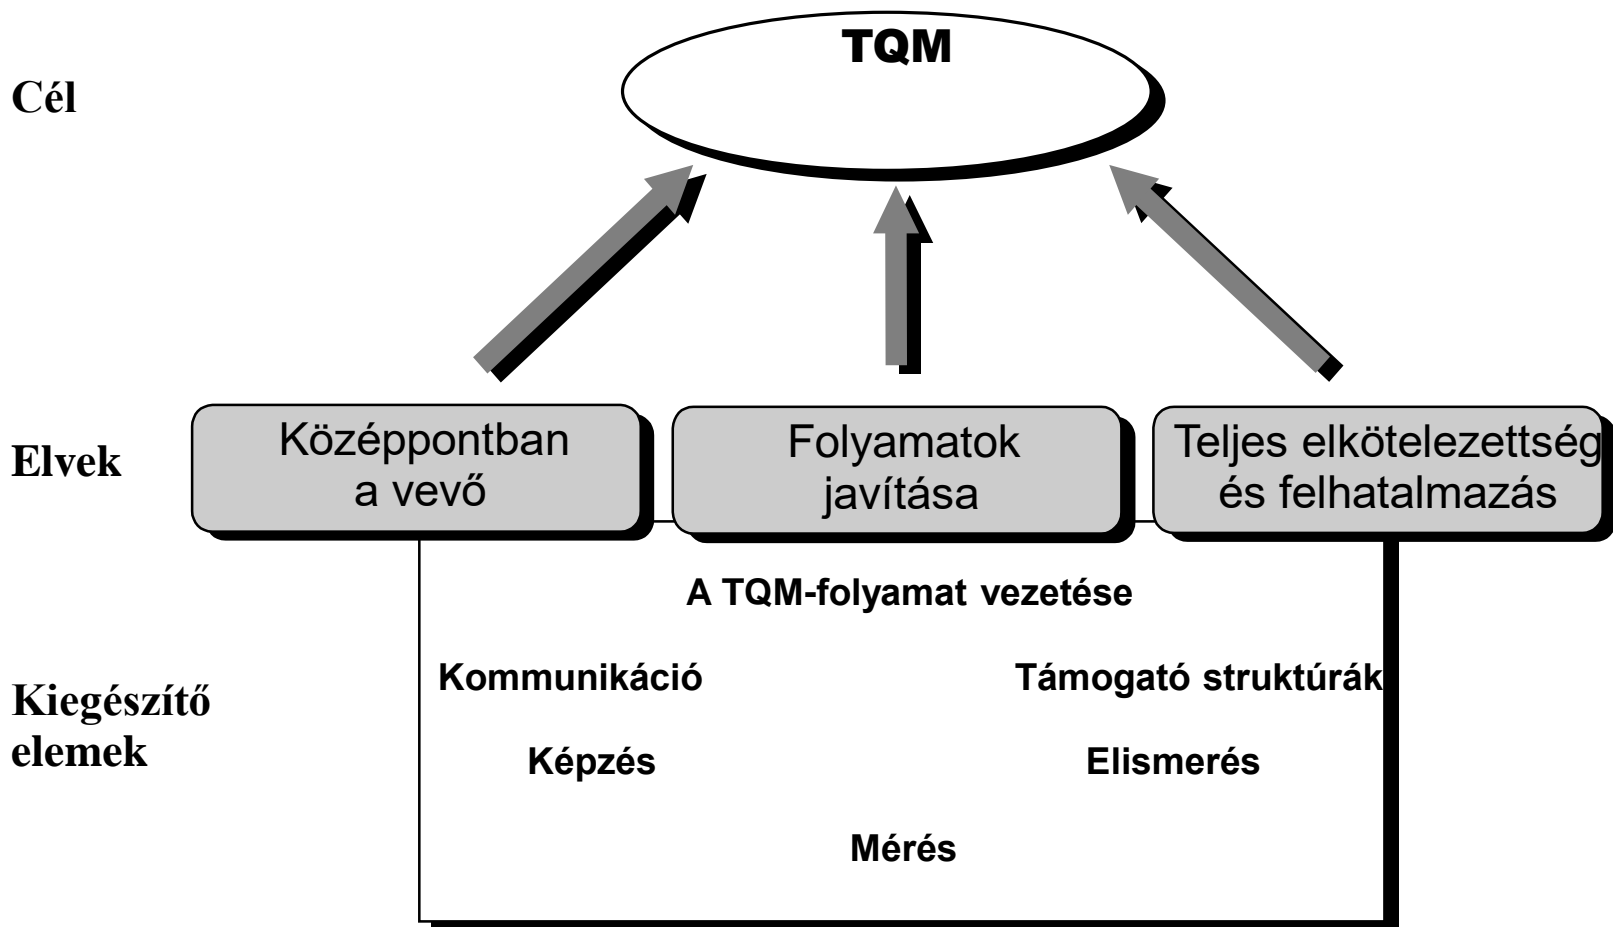 TQM
Cél
Elvek
Középpontban
a vevő
Folyamatok
javítása
Teljes elkötelezettség
és felhatalmazás
A TQM-folyamat vezetése
Kommunikáció
Támogató struktúrák
Kiegészítő
elemek
Képzés
Elismerés
Mérés